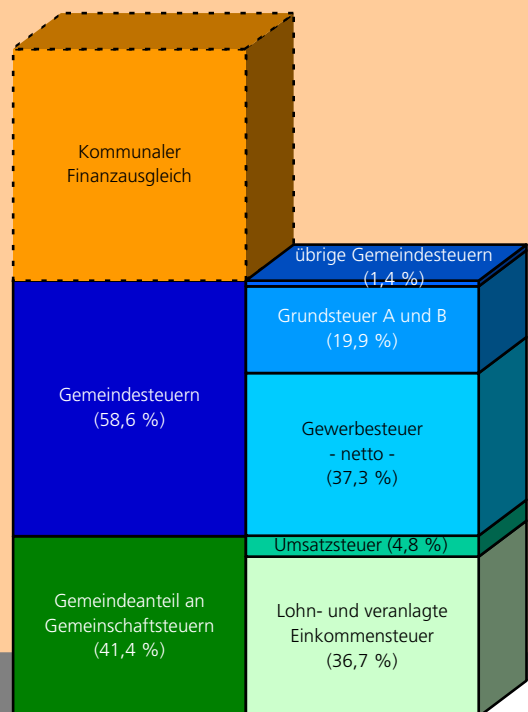 Kommunaler
Finanzausgleich
übrige Gemeindesteuern
(1,4 %)
Grundsteuer A und B
(19,9 %)
Gemeindesteuern
(58,6 %)
Gewerbesteuer
- netto -
(37,3 %)
Umsatzsteuer (4,8 %)
Gemeindeanteil an
Gemeinschaftsteuern
(41,4 %)
Lohn- und veranlagte
Einkommensteuer
(36,7 %)